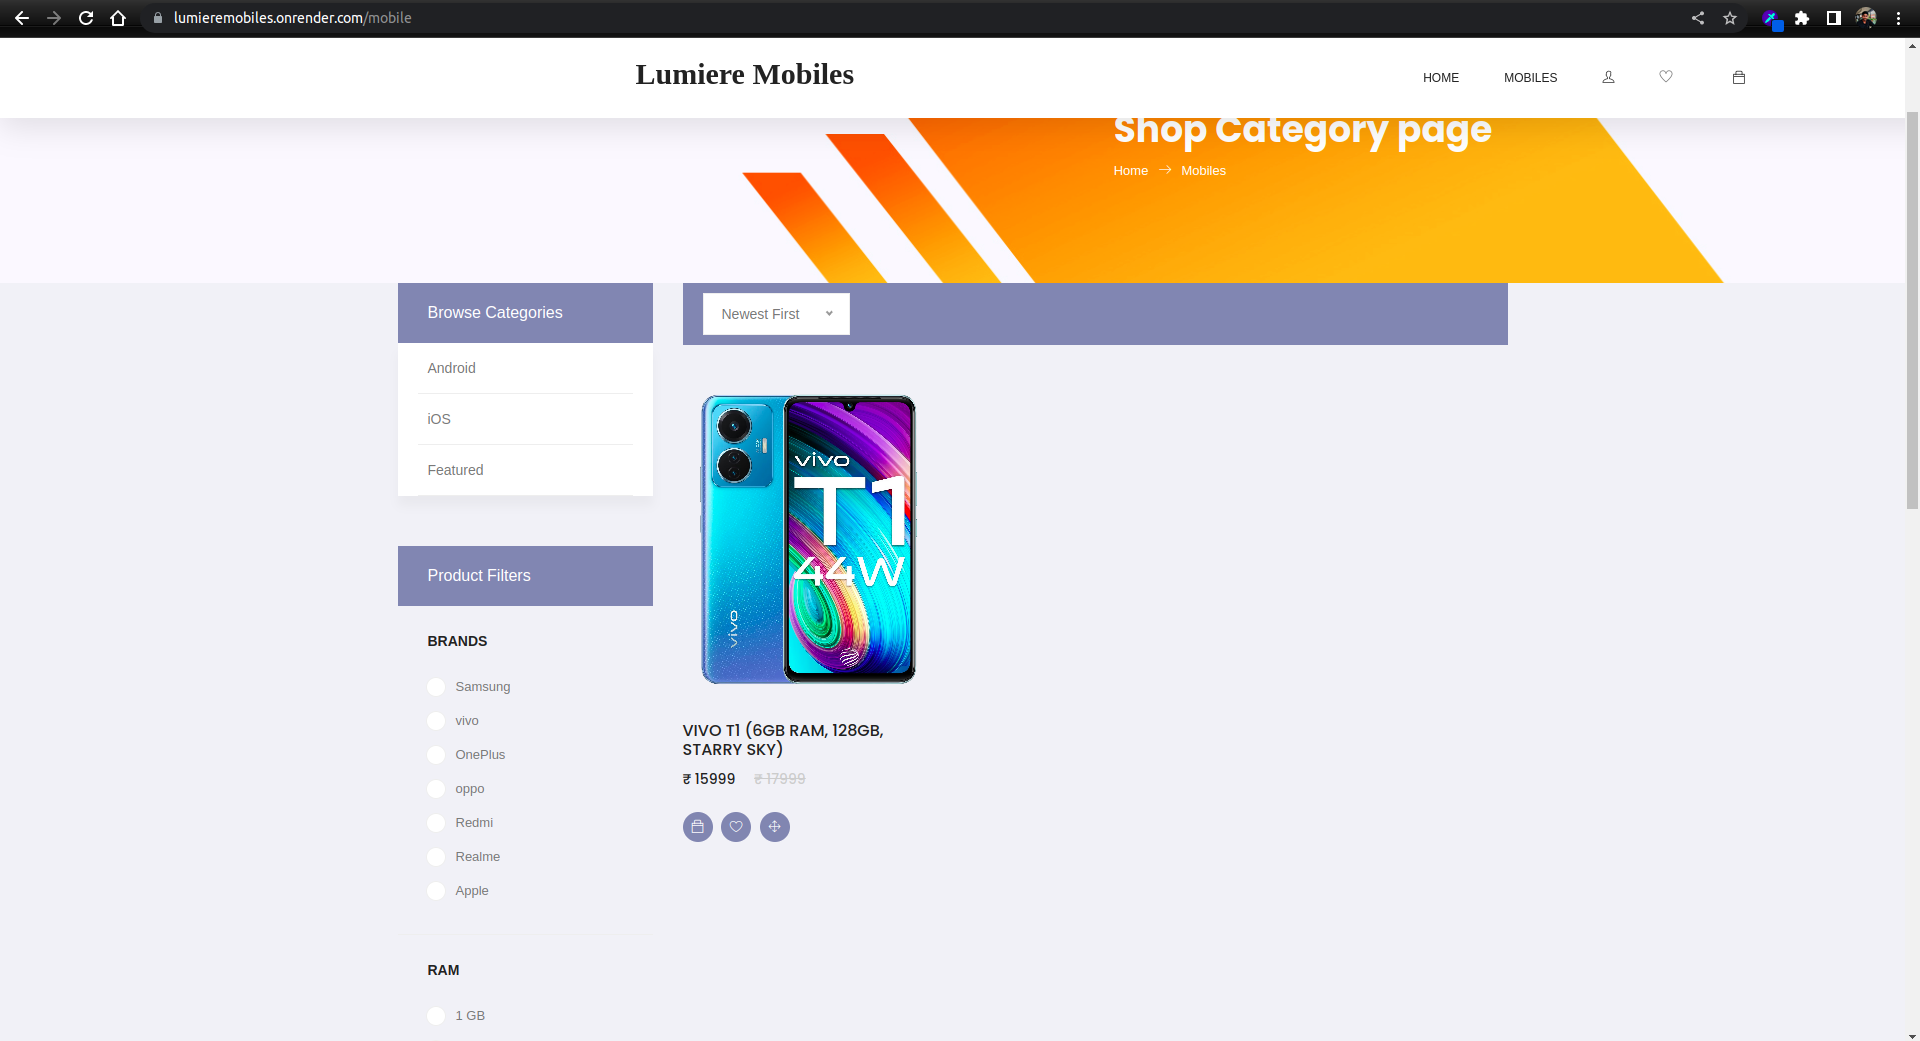 lumieremobiles.onrender.com/mobile
Lumiere Mobiles
HOME MOBILES
Shop Category page
Home → Mobiles
Browse Categories
Android
iOS
Featured
Newest First
Product Filters
BRANDS
Samsung
vivo
OnePlus
oppo
Redmi
Realme
Apple
RAM
1 GB
vivo
T1
44W
vivo
VIVO T1 (6GB RAM, 128GB,
STARRY SKY)
₹ 15999 ₹ 17999